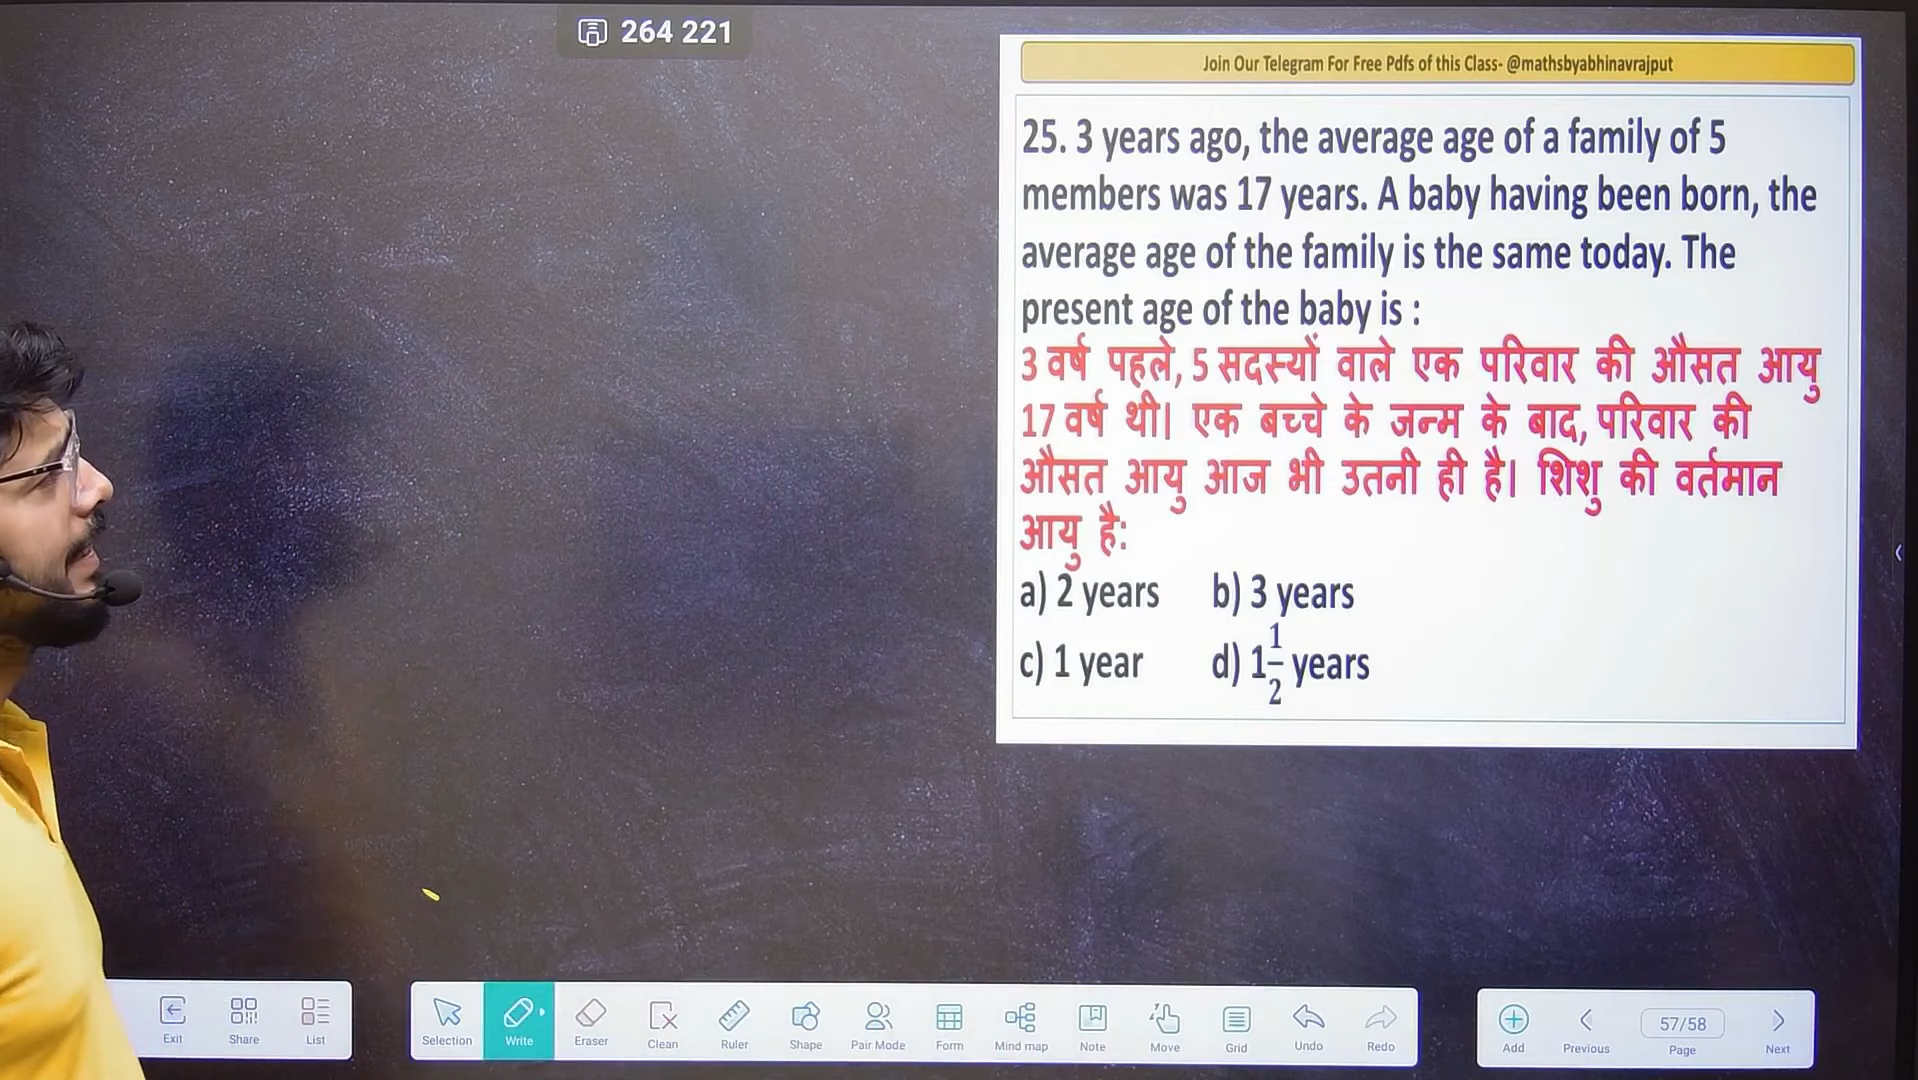 264 221
Join Our Telegram For Free Pdfs of this Class- @mathsbyabhinavrajput
25. 3 years ago, the average age of a family of 5
members was 17 years. A baby having been born, the
average age of the family is the same today. The
present age of the baby is :
3 वर्ष पहले, 5 सदस्यों वाले एक परिवार की औसत आयु
17 वर्ष थी। एक बच्चे के जन्म के बाद, परिवार की
औसत आयु आज भी उतनी ही है। शिशु की वर्तमान
आयु है:
a) 2 years b) 3 years
c) 1 year d) 1 1/2 years
Exit Share List
Selection Write Eraser Clean Ruler Shape Pair Mode Form Mind map Note Move Grid Undo Redo
57/58
Add Previous Page Next